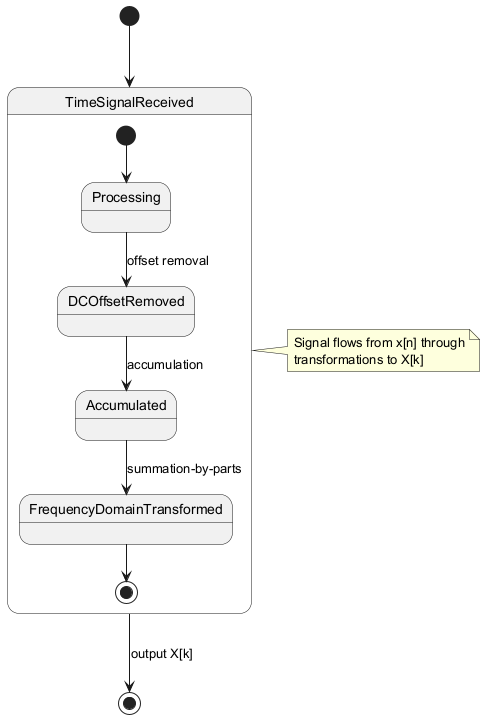 TimeSignalReceived
Processing
offset removal
DCOffsetRemoved
accumulation
Accumulated
summation-by-parts
FrequencyDomainTransformed
Signal flows from x[n] through
transformations to X[k]
output X[k]